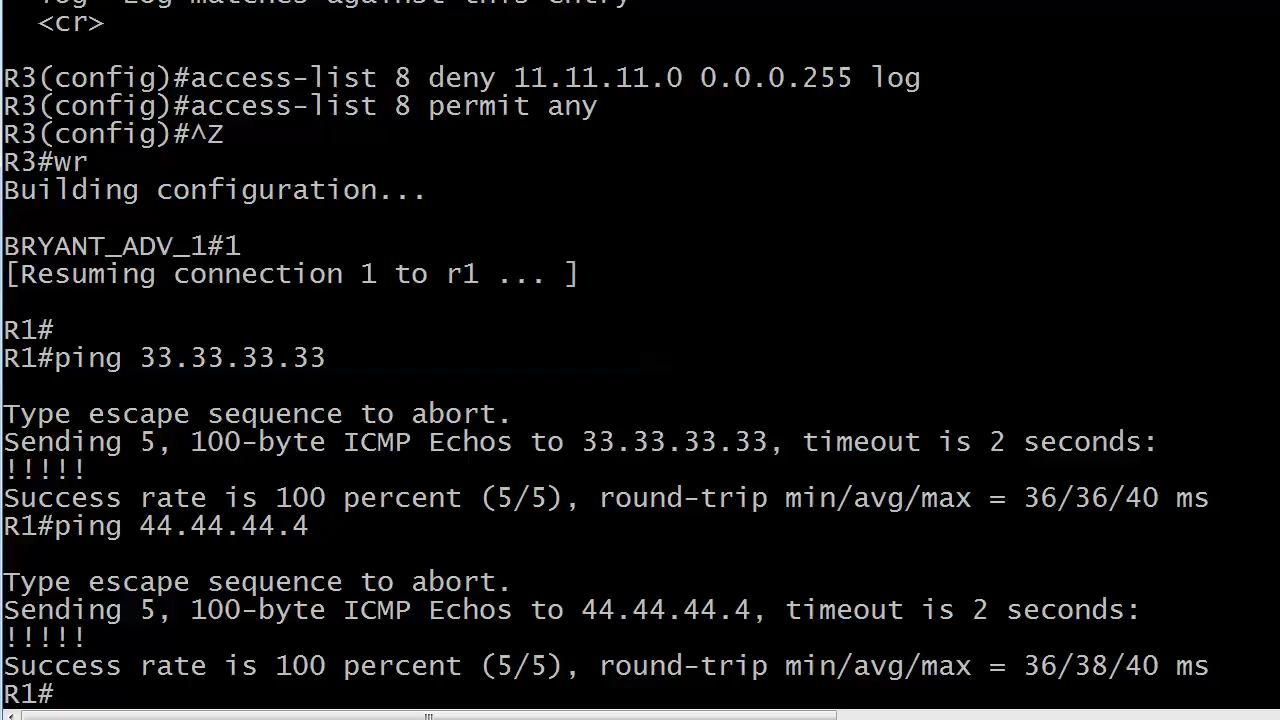 log  Log matches against this entry
<cr>
R3(config)#access-list 8 deny 11.11.11.0 0.0.0.255 log
R3(config)#access-list 8 permit any
R3(config)#^Z
R3#wr
Building configuration...
BRYANT_ADV_1#1
[Resuming connection 1 to r1 ... ]
R1#
R1#ping 33.33.33.33
Type escape sequence to abort.
Sending 5, 100-byte ICMP Echos to 33.33.33.33, timeout is 2 seconds:
!!!!!
Success rate is 100 percent (5/5), round-trip min/avg/max = 36/36/40 ms
R1#ping 44.44.44.4
Type escape sequence to abort.
Sending 5, 100-byte ICMP Echos to 44.44.44.4, timeout is 2 seconds:
!!!!!
Success rate is 100 percent (5/5), round-trip min/avg/max = 36/38/40 ms
R1#